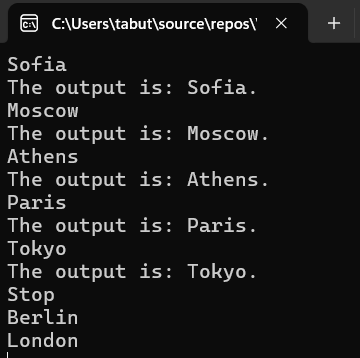 C:\Users\tabut\source\repos\
Sofia
The output is: Sofia.
Moscow
The output is: Moscow.
Athens
The output is: Athens.
Paris
The output is: Paris.
Tokyo
The output is: Tokyo.
Stop
Berlin
London